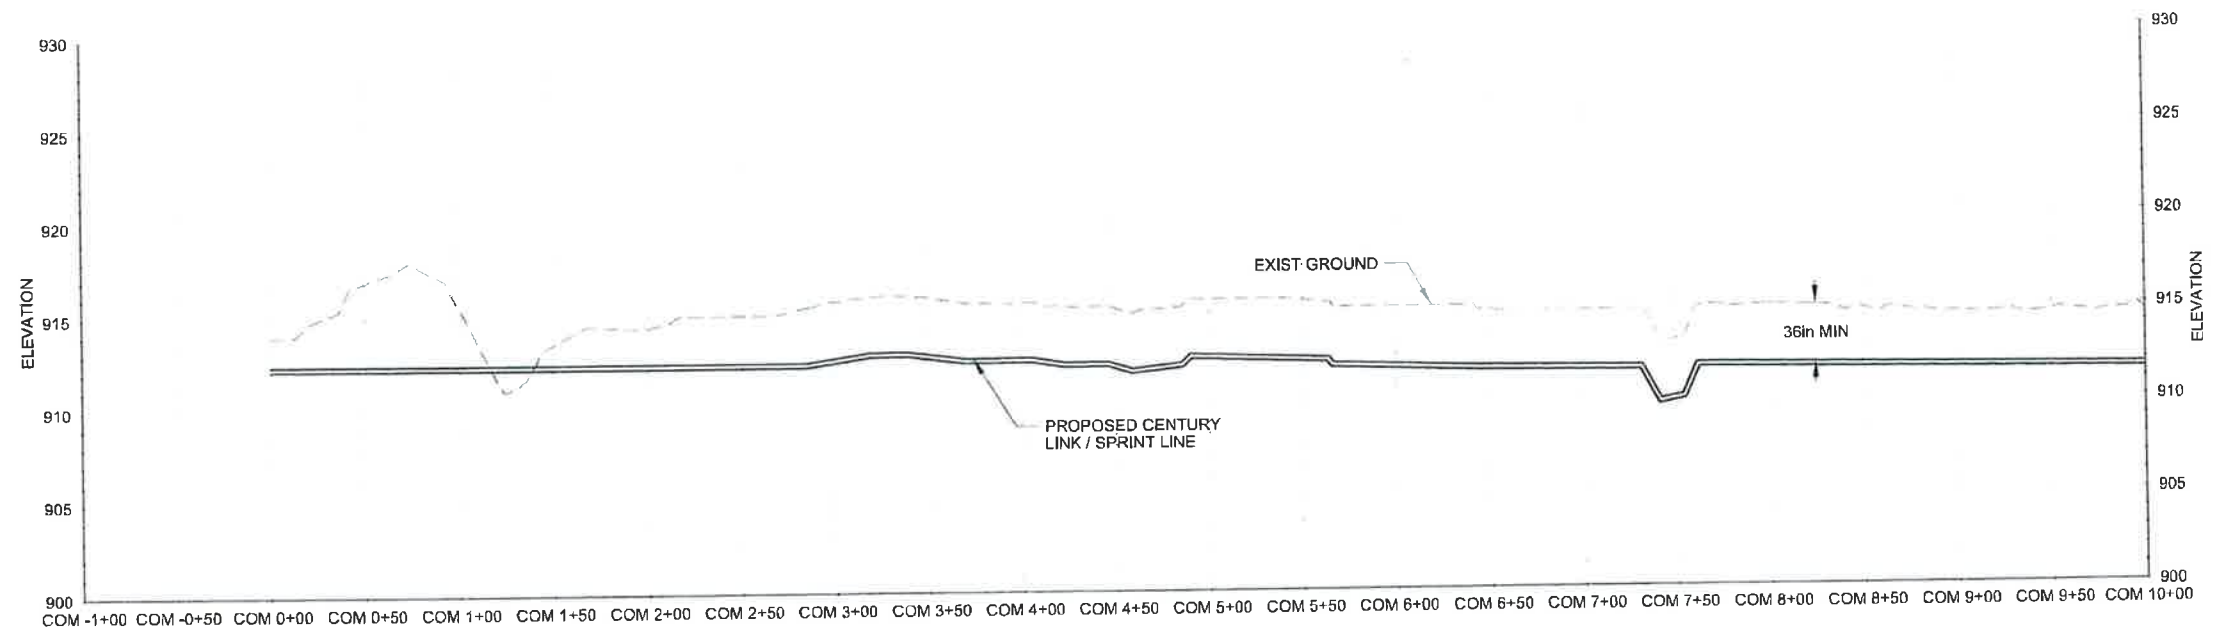 930
925
920
915
910
905
900
ELEVATION
EXIST GROUND
36in MIN
PROPOSED CENTURY
LINK / SPRINT LINE
930
925
920
915
910
905
900
ELEVATION
COM -1+00 COM -0+50 COM 0+00 COM 0+50 COM 1+00 COM 1+50 COM 2+00 COM 2+50 COM 3+00 COM 3+50 COM 4+00 COM 4+50 COM 5+00 COM 5+50 COM 6+00 COM 6+50 COM 7+00 COM 7+50 COM 8+00 COM 8+50 COM 9+00 COM 9+50 COM 10+00